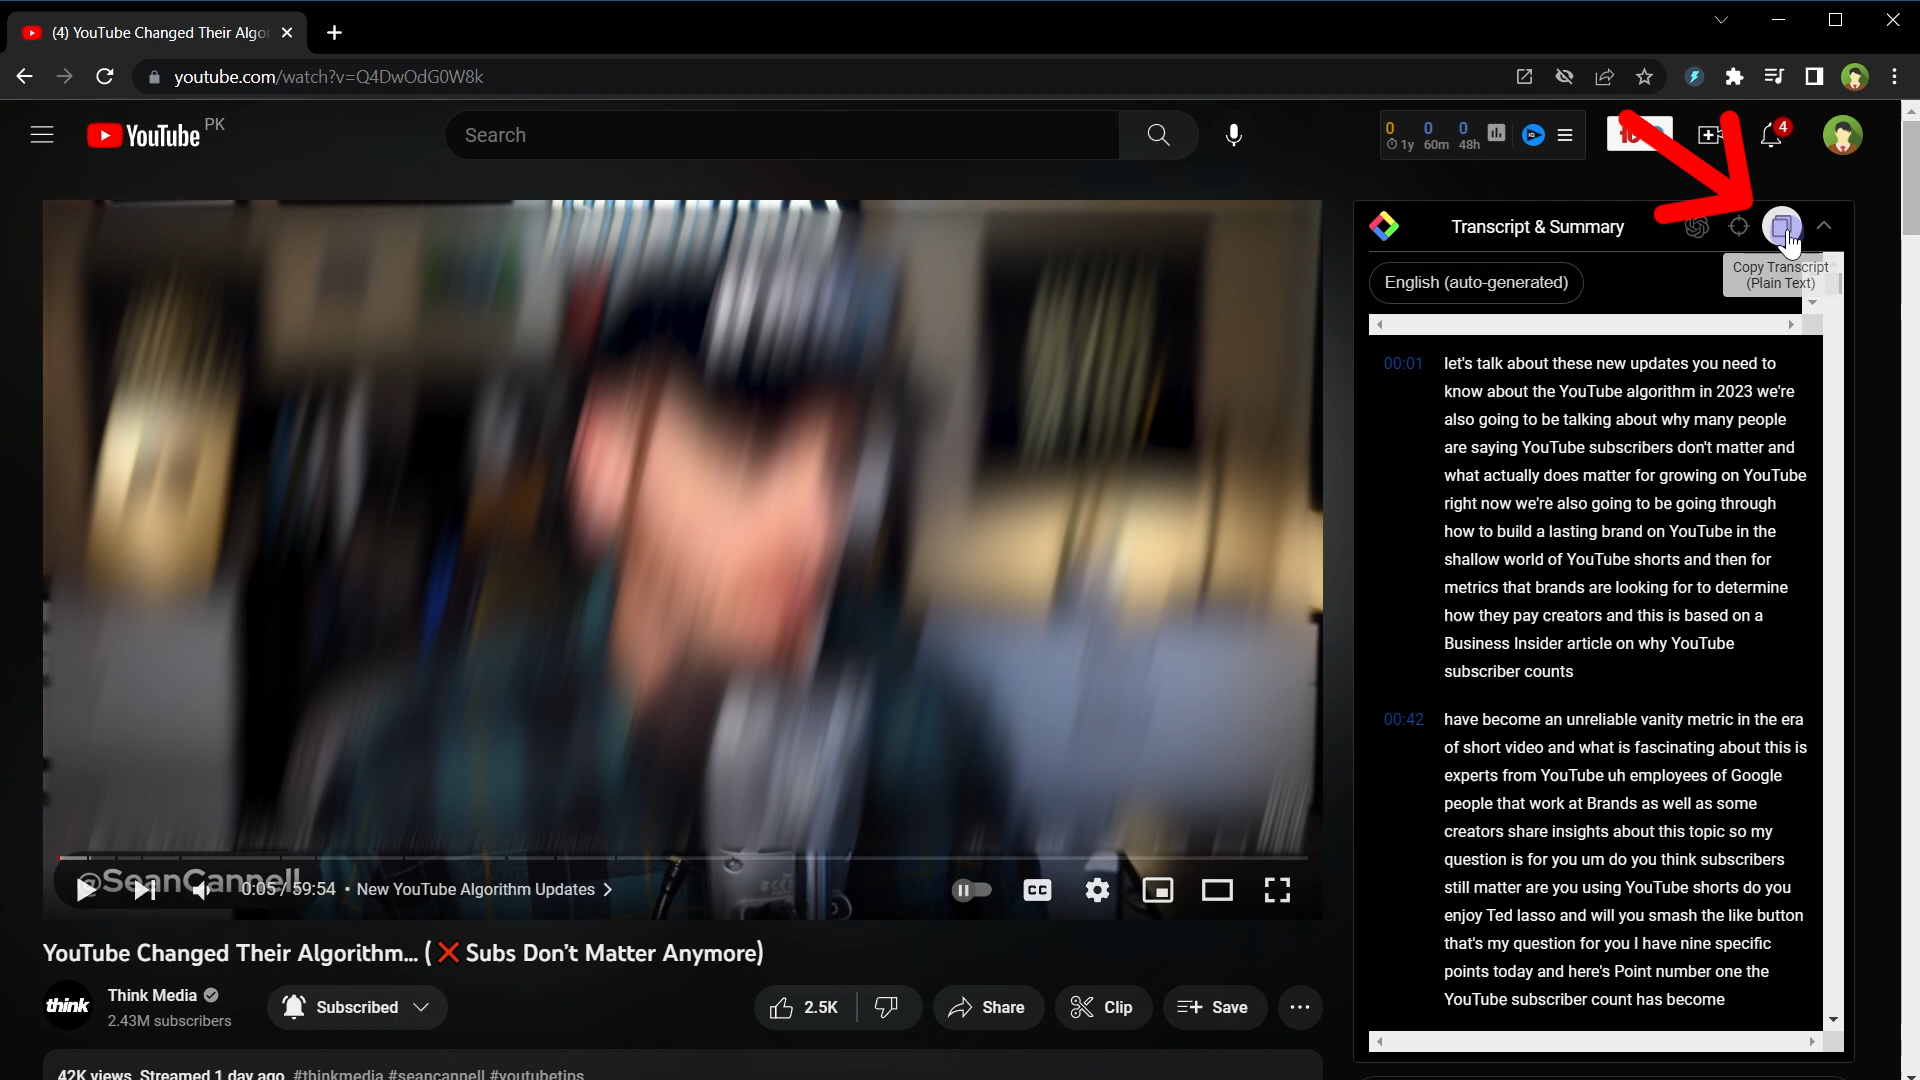 (4) YouTube Changed Their Algor
youtube.com/watch?v=Q4DwOdG0W8k
YouTube PK
Search
0 0 0
1y 60m 48h
4
Transcript & Summary
Copy Transcript
(Plain Text)
English (auto-generated)
00:01 let's talk about these new updates you need to
know about the YouTube algorithm in 2023 we're
also going to be talking about why many people
are saying YouTube subscribers don't matter and
what actually does matter for growing on YouTube
right now we're also going to be going through
how to build a lasting brand on YouTube in the
shallow world of YouTube shorts and then for
metrics that brands are looking for to determine
how they pay creators and this is based on a
Business Insider article on why YouTube
subscriber counts
00:42 have become an unreliable vanity metric in the era
of short video and what is fascinating about this is
experts from YouTube uh employees of Google
people that work at Brands as well as some
creators share insights about this topic so my
question is for you um do you think subscribers
still matter are you using YouTube shorts do you
enjoy Ted lasso and will you smash the like button
that's my question for you I have nine specific
points today and here's Point number one the
YouTube subscriber count has become
@SeanCannell
0:05 / 59:54 • New YouTube Algorithm Updates
CC
YouTube Changed Their Algorithm... (❌ Subs Don't Matter Anymore)
think
Think Media
2.43M subscribers
Subscribed
2.5K
Share
Clip
Save
42K views Streamed 1 day ago #thinkmedia #seancannell #youtubetips